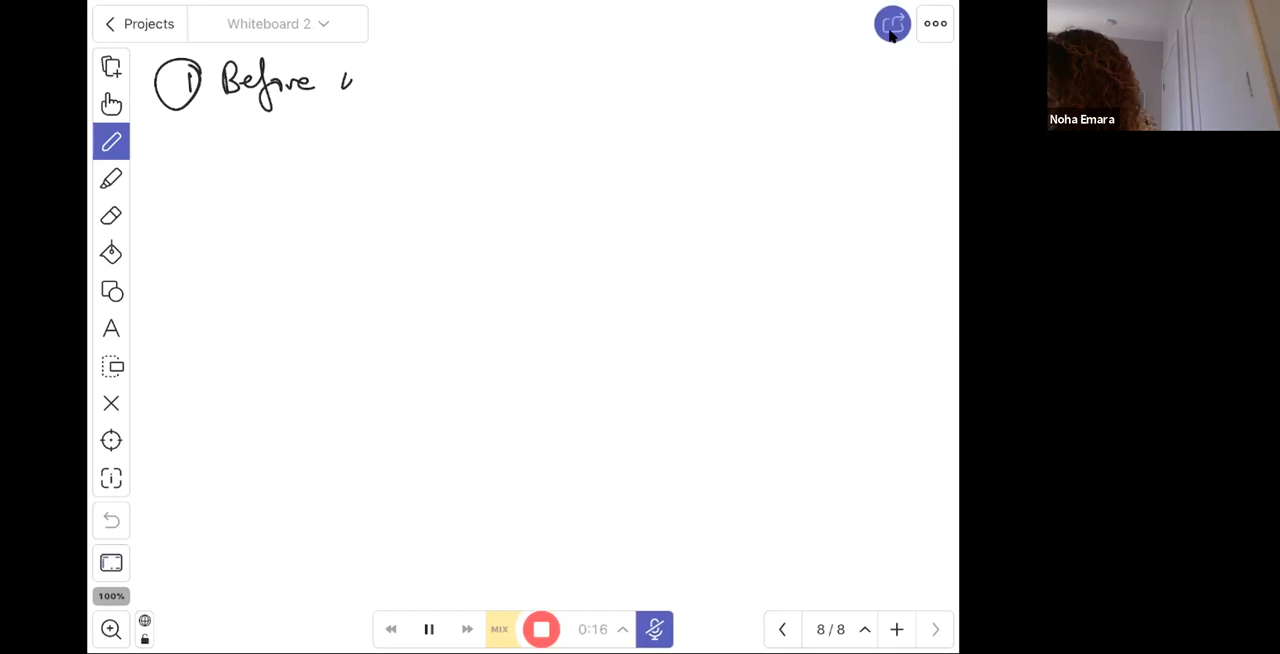 Projects Whiteboard 2
① Before
Noha Emara
100%
MIX 0:16 8/8